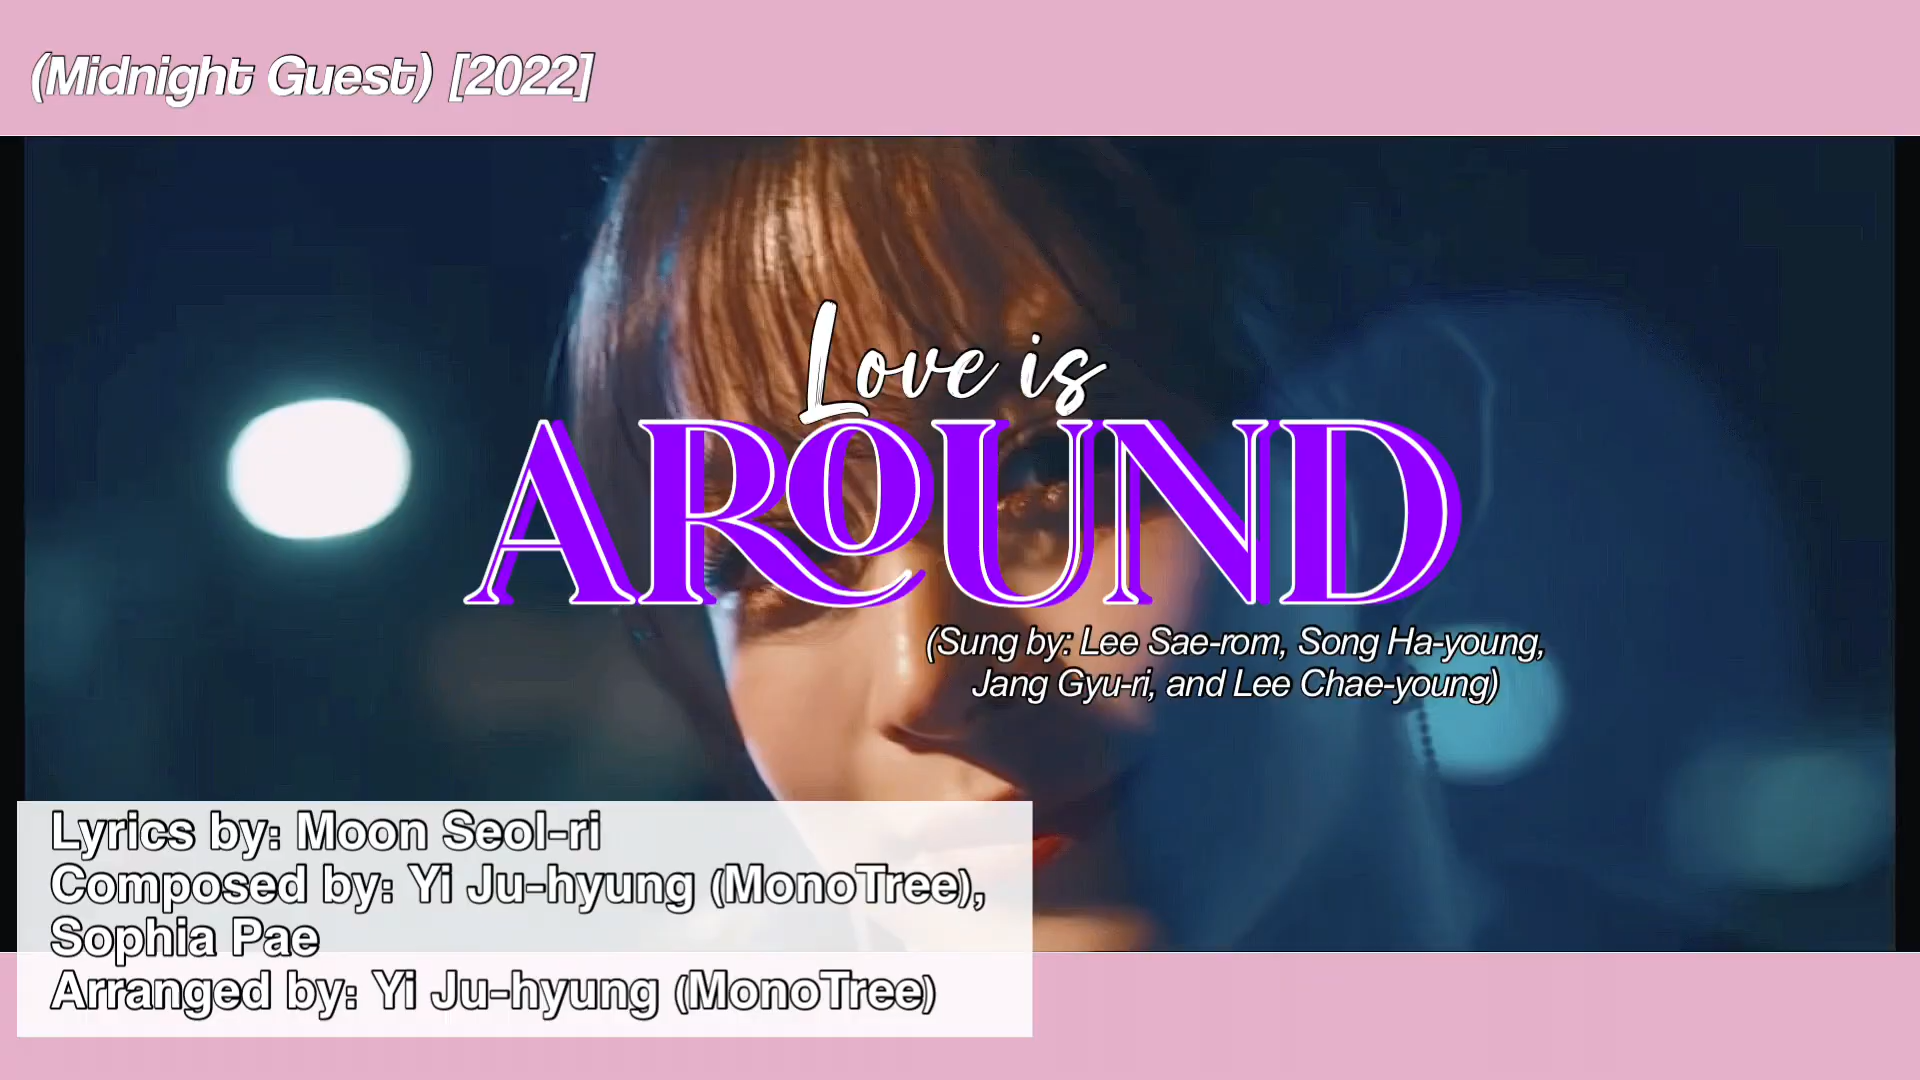 (Midnight Guest) [2022]
Love is
AROUND
(Sung by: Lee Sae-rom, Song Ha-young,
Jang Gyu-ri, and Lee Chae-young)
Lyrics by: Moon Seol-ri
Composed by: Yi Ju-hyung (MonoTree),
Sophia Pae
Arranged by: Yi Ju-hyung (MonoTree)